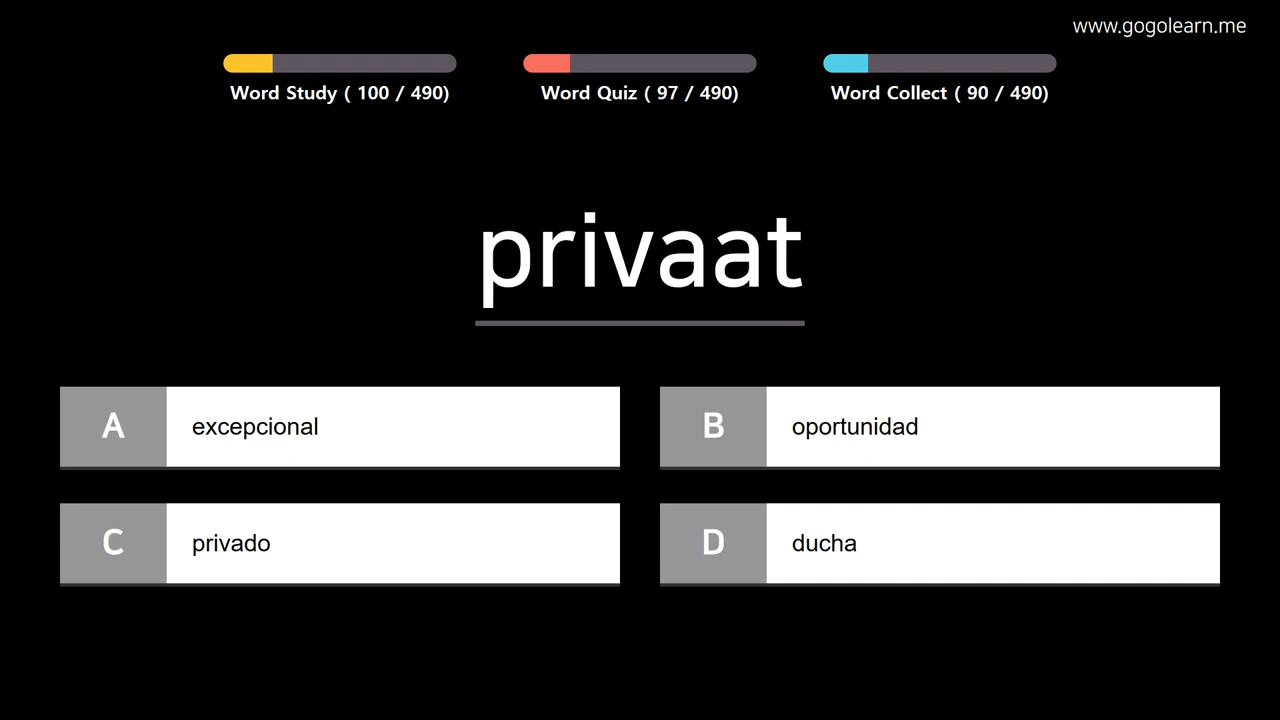 www.gogolearn.me
Word Study ( 100 / 490)
Word Quiz ( 97 / 490)
Word Collect ( 90 / 490)
privaat
A excepcional
B oportunidad
C privado
D ducha